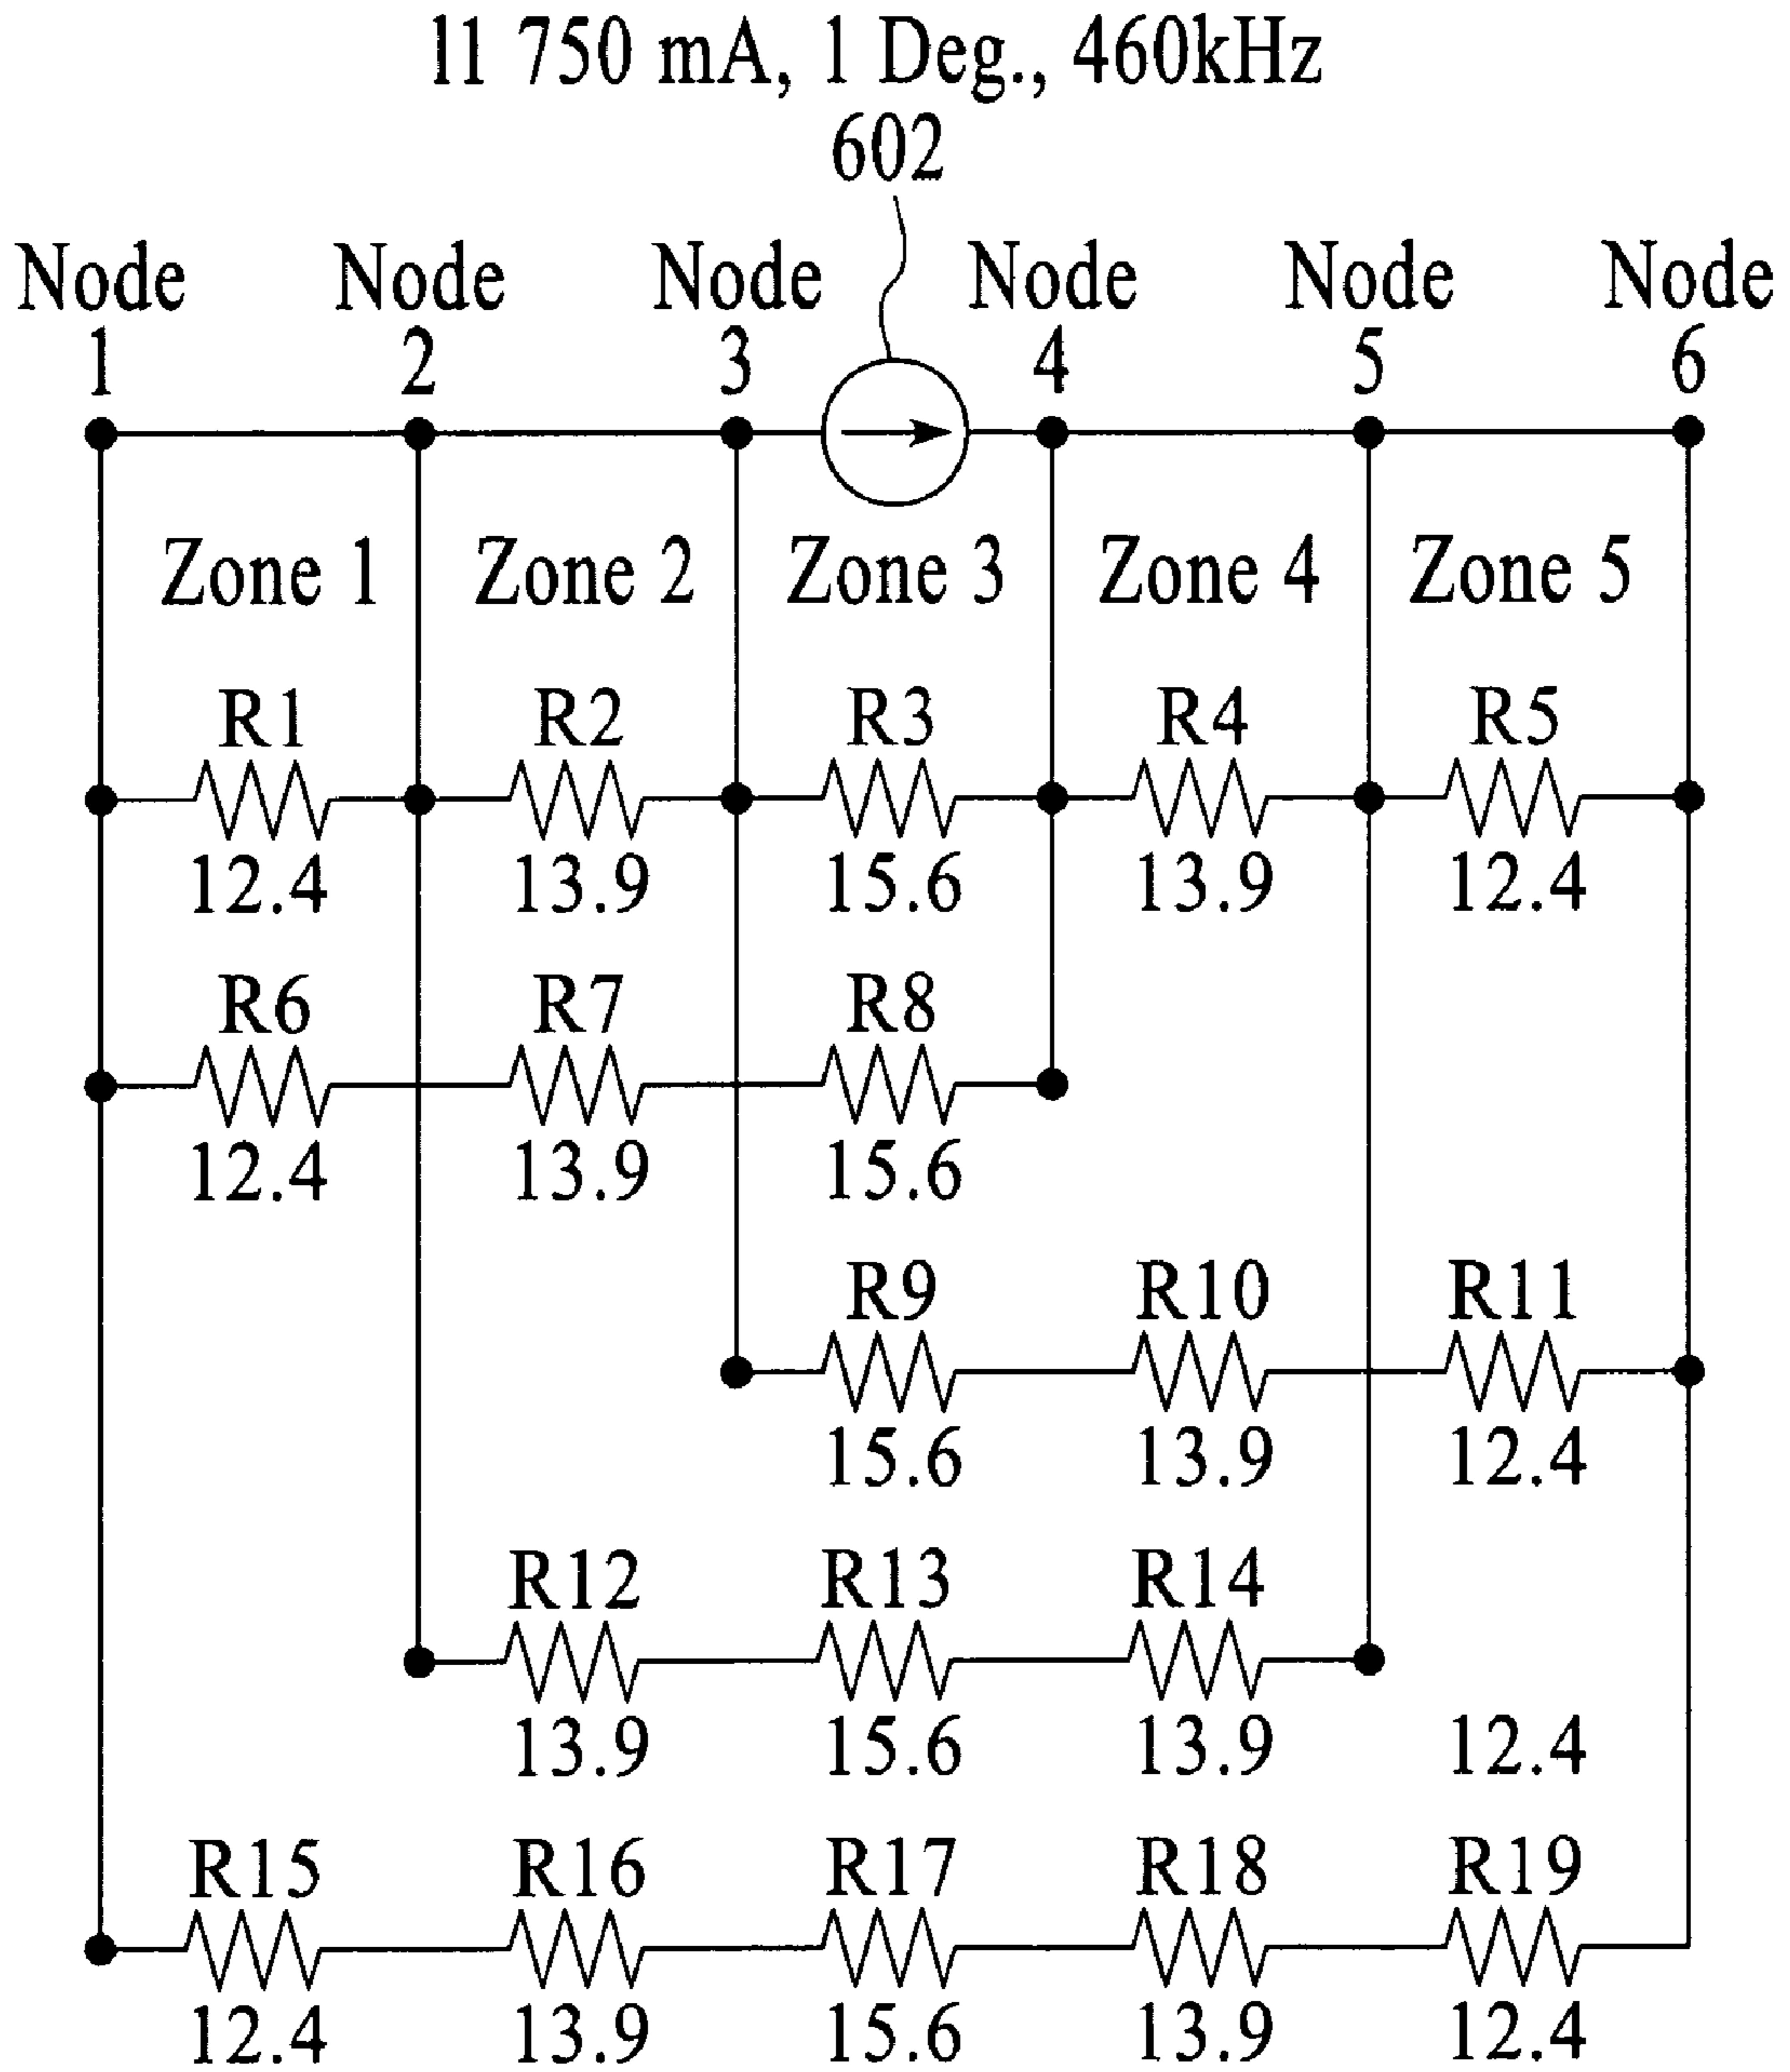 I1 750 mA, 1 Deg., 460kHz
602
Node Node Node Node Node Node
1 2 3 4 5 6
Zone 1 Zone 2 Zone 3 Zone 4 Zone 5
R1 R2 R3 R4 R5
12.4 13.9 15.6 13.9 12.4
R6 R7 R8
12.4 13.9 15.6
R9 R10 R11
15.6 13.9 12.4
R12 R13 R14
13.9 15.6 13.9 12.4
R15 R16 R17 R18 R19
12.4 13.9 15.6 13.9 12.4